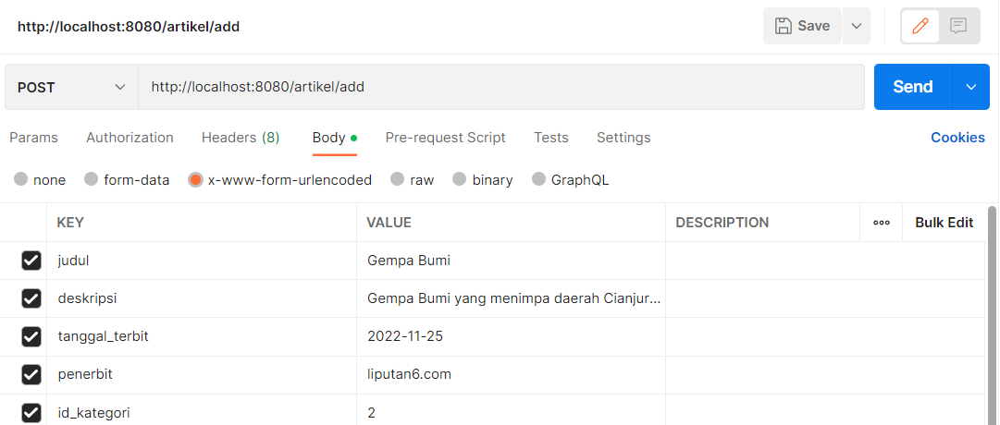 http://localhost:8080/artikel/add Save
POST http://localhost:8080/artikel/add Send
Params Authorization Headers (8) Body Pre-request Script Tests Settings Cookies
none form-data x-www-form-urlencoded raw binary GraphQL
KEY VALUE DESCRIPTION ooo Bulk Edit
judul Gempa Bumi
deskripsi Gempa Bumi yang menimpa daerah Cianjur...
tanggal_terbit 2022-11-25
penerbit liputan6.com
id_kategori 2